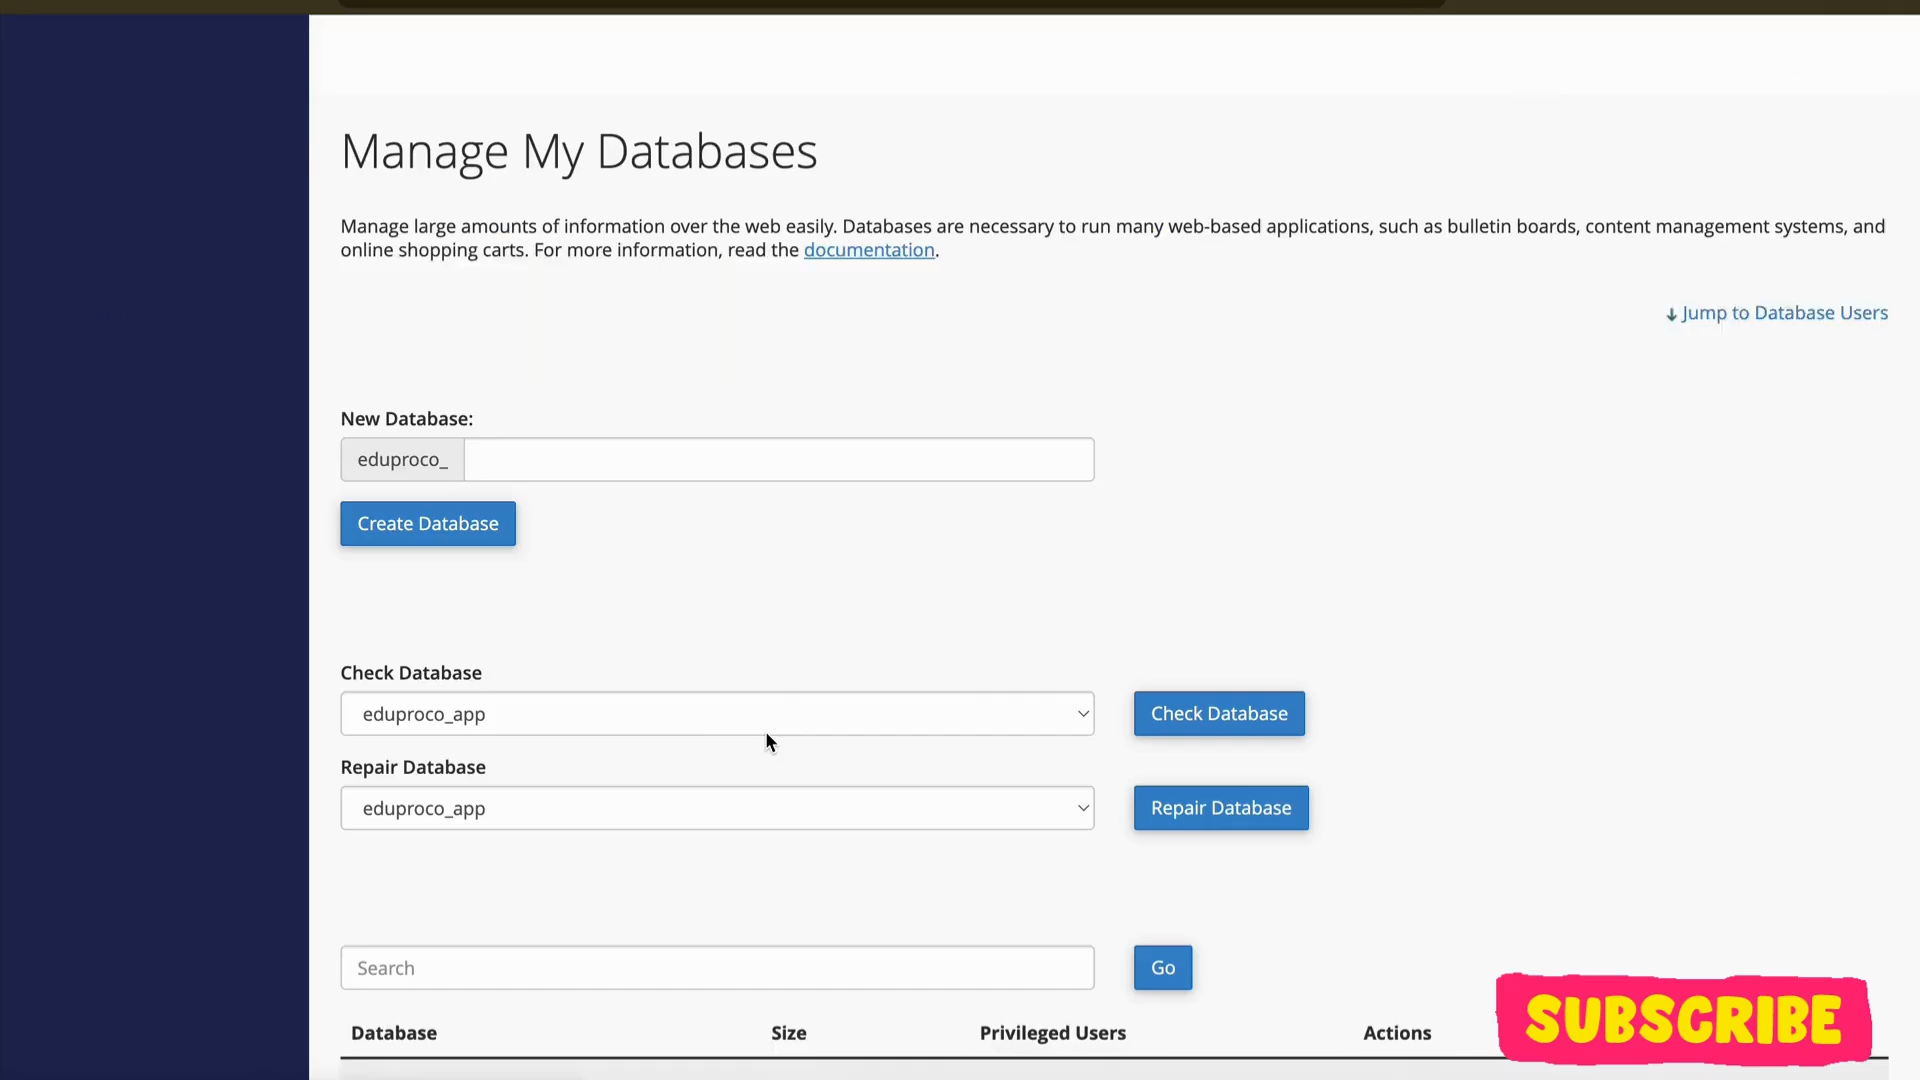 Manage My Databases
Manage large amounts of information over the web easily. Databases are necessary to run many web-based applications, such as bulletin boards, content management systems, and
online shopping carts. For more information, read the documentation.
↓ Jump to Database Users
New Database:
eduproco_
Create Database
Check Database
eduproco_app
Check Database
Repair Database
eduproco_app
Repair Database
Search
Go
Database Size Privileged Users Actions
SUBSCRIBE